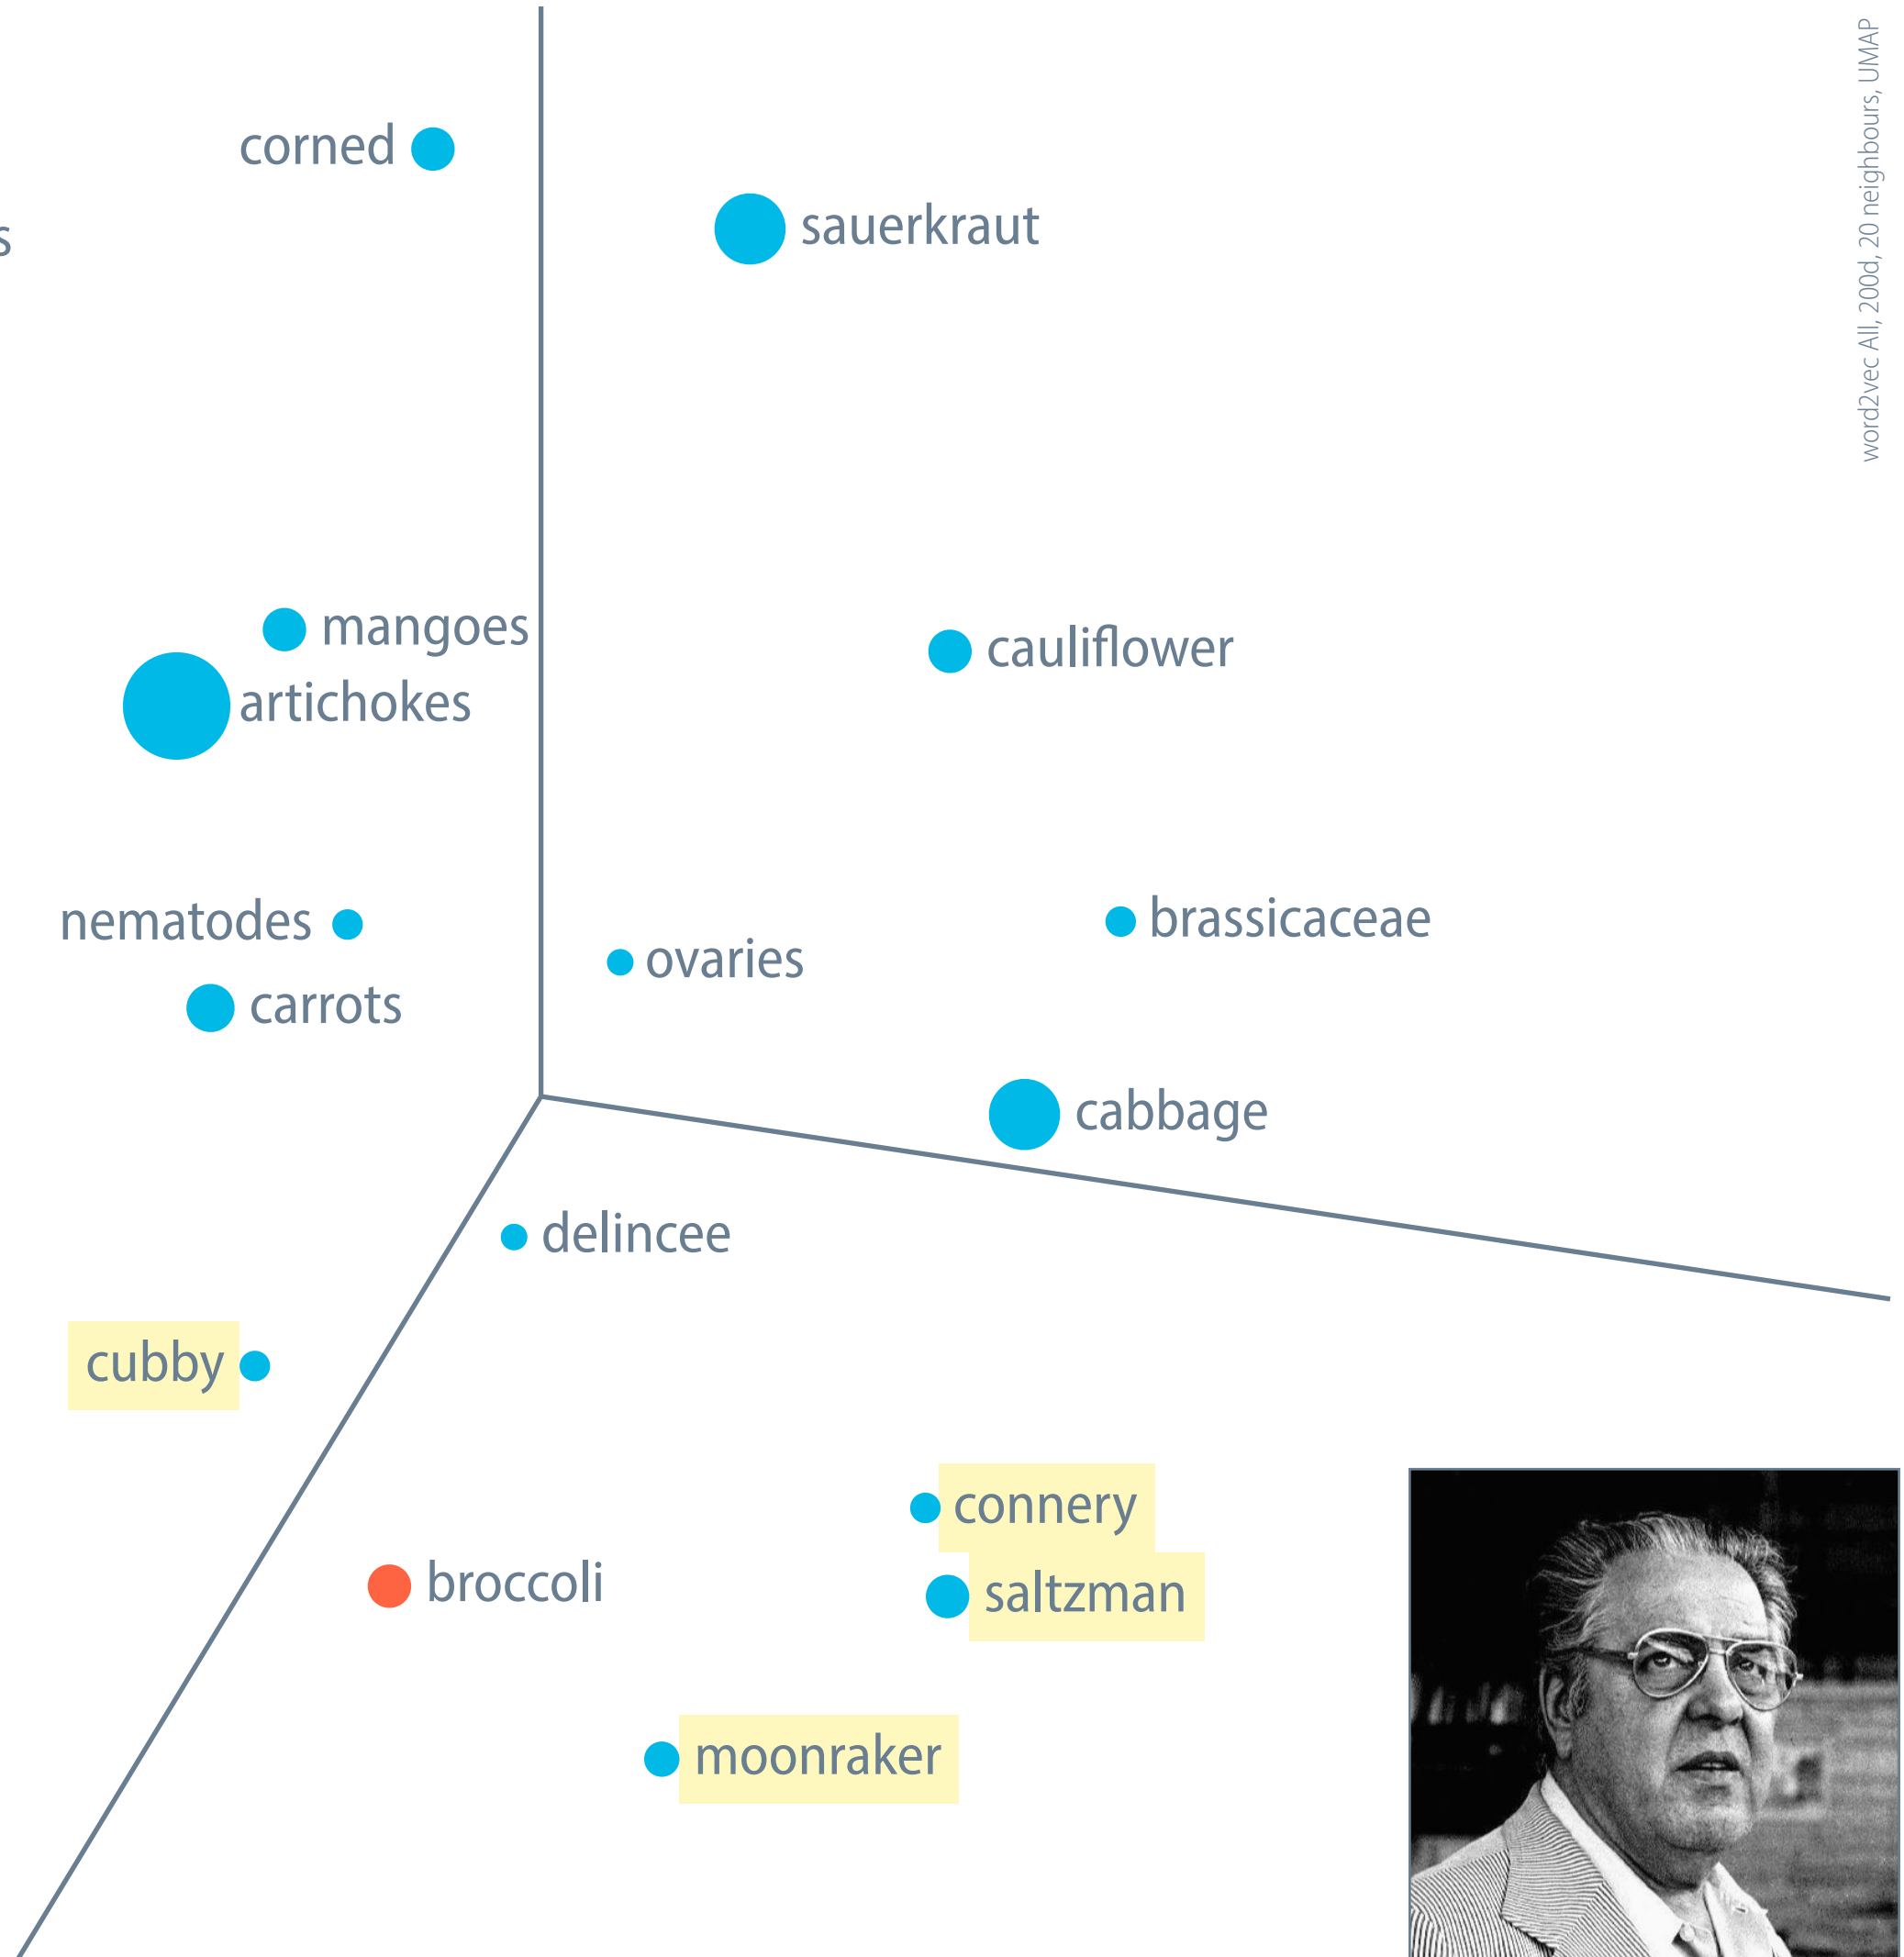 word2vec All, 200d, 20 neighbours, UMAP
corned
sauerkraut
s
mangoes
cauliflower
artichokes
nematodes
brassicaceae
ovaries
carrots
cabbage
delincee
cubby
connery
broccoli
saltzman
moonraker